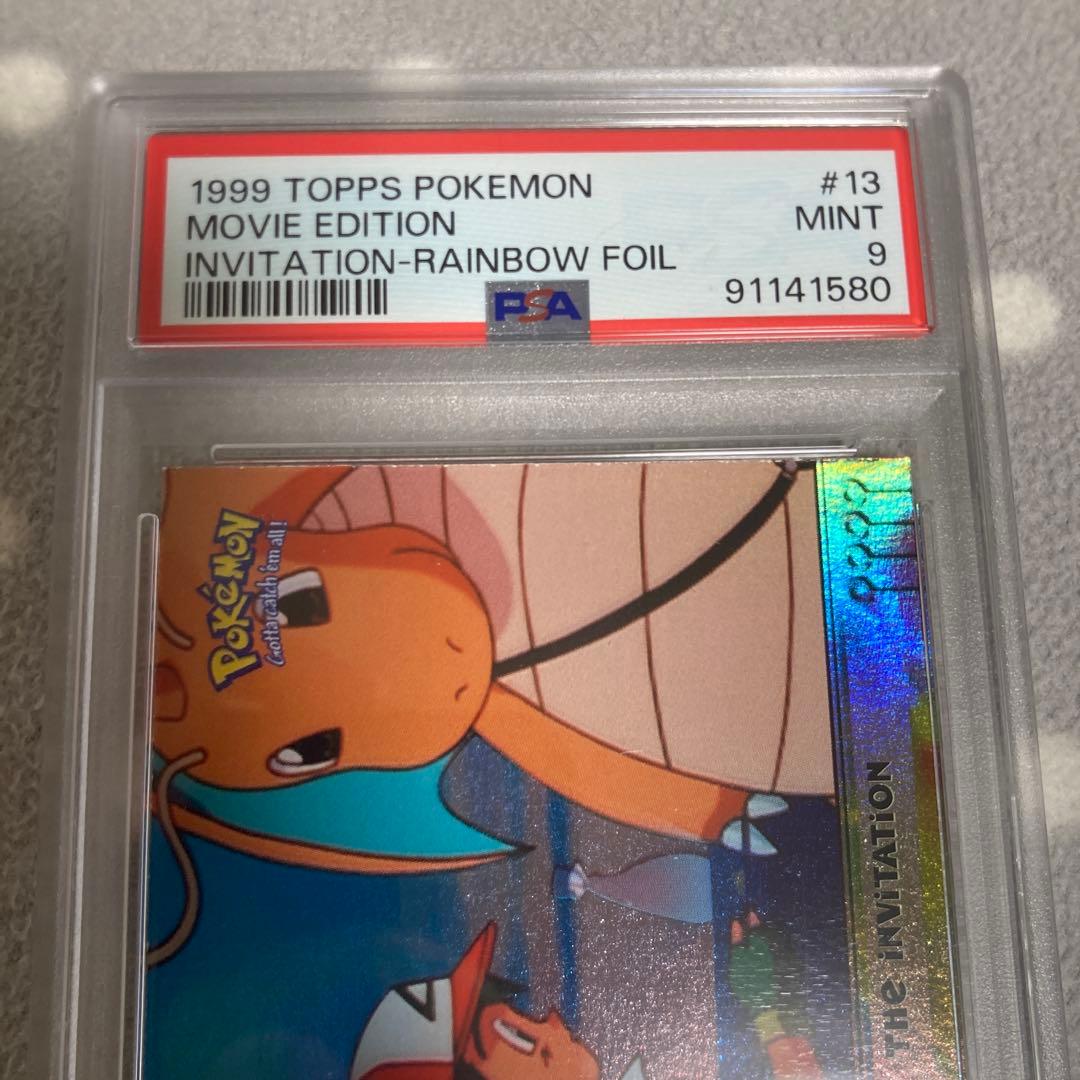 1999 TOPPS POKEMON #13
MOVIE EDITION MINT
INVITATION-RAINBOW FOIL 9
91141580
PSA
POKéMON
Gotta catch 'em all!
THe iNViTATiON